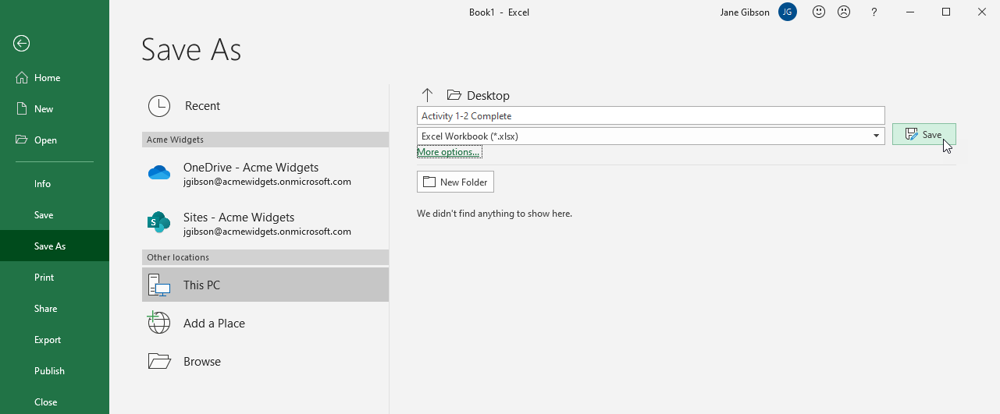 Book1 - Excel
Jane Gibson
JG
?
Home
New
Open
Info
Save
Save As
Print
Share
Export
Publish
Close
Save As
Recent
Acme Widgets
OneDrive - Acme Widgets
jgibson@acmewidgets.onmicrosoft.com
S
Sites - Acme Widgets
jgibson@acmewidgets.onmicrosoft.com
Other locations
This PC
Add a Place
Browse
Desktop
Activity 1-2 Complete
Excel Workbook (*.xlsx)
Save
More options...
New Folder
We didn't find anything to show here.